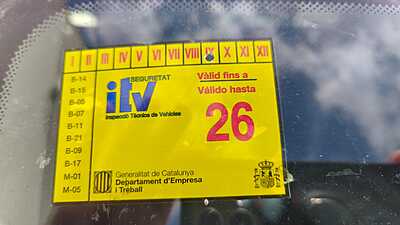 I II III IV V VI VII VIII IX X XI XII
B-14
B-15
B-05
B-07
B-11
B-21
B-09
B-17
M-01
M-05
SEGURETAT
itv
Inspecció Tècnica de Vehicles
Vàlid fins a
Válido hasta
26
Generalitat de Catalunya
Departament d'Empresa
i Treball